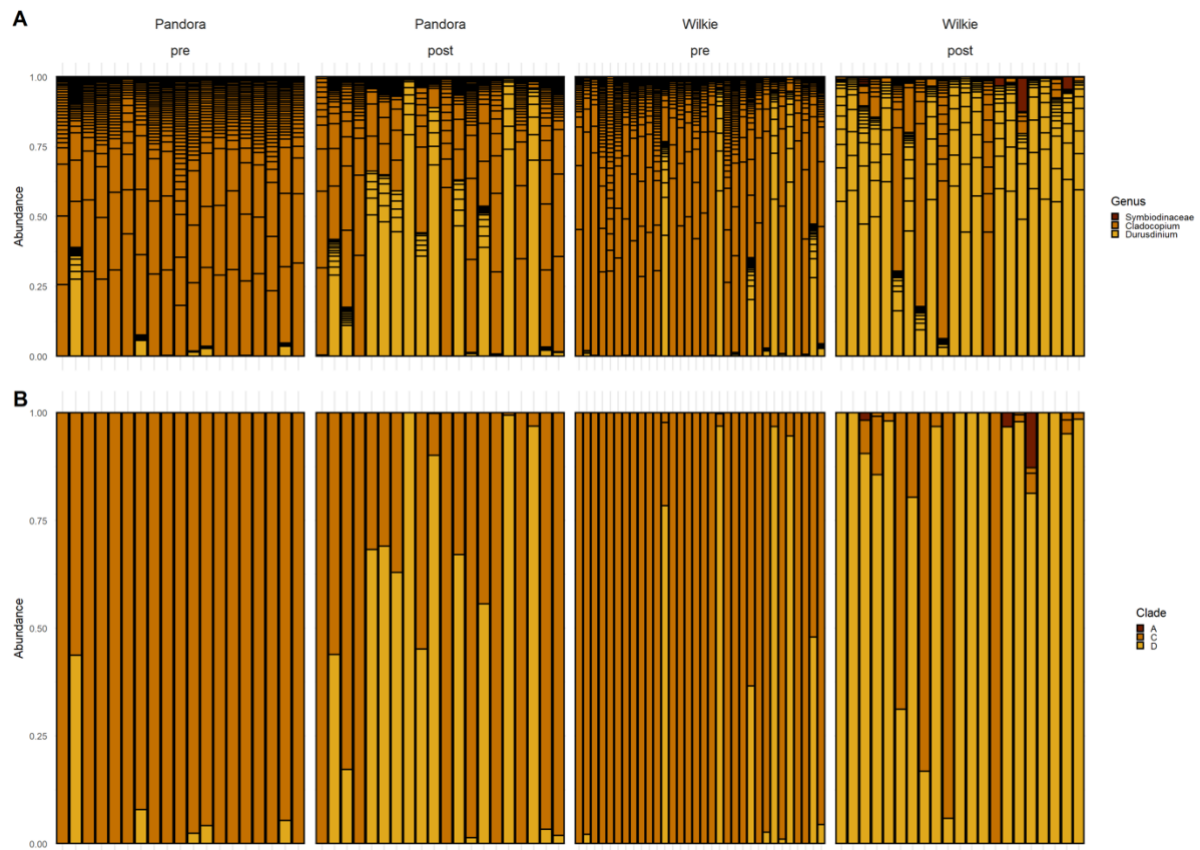 A
Pandora
Pandora
Wilkie
Wilkie
pre
post
pre
post
1.00
0.75
0.50
0.25
0.00
Abundance
Genus
Symbiodinaceae
Cladocopium
Durusdinium
B
1.00
0.75
0.50
0.25
0.00
Abundance
Clade
A
C
D